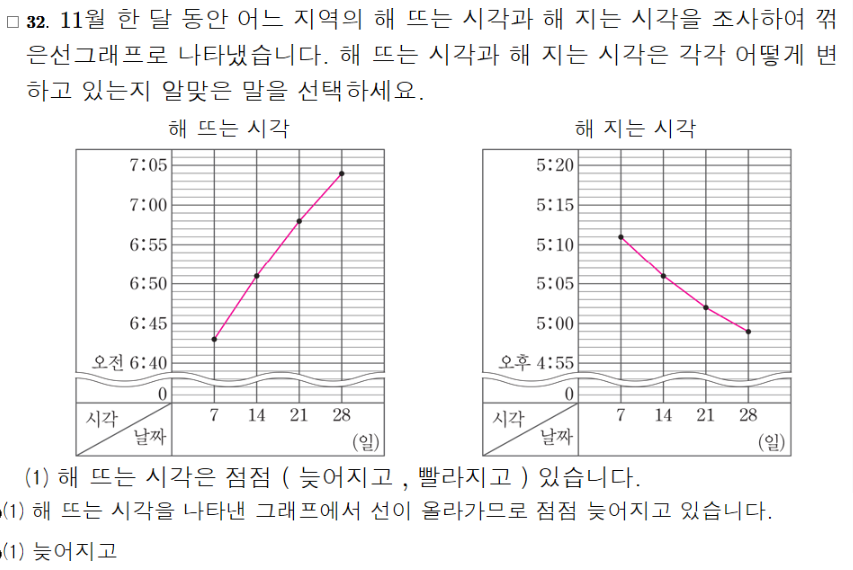 □ 32. 11월 한 달 동안 어느 지역의 해 뜨는 시각과 해 지는 시각을 조사하여 꺾
은선그래프로 나타냈습니다. 해 뜨는 시각과 해 지는 시각은 각각 어떻게 변
하고 있는지 알맞은 말을 선택하세요.
해 뜨는 시각
7:05
7:00
6:55
6:50
6:45
오전 6:40
0
시각
날짜
7 14 21 28
(일)
해 지는 시각
5:20
5:15
5:10
5:05
5:00
오후 4:55
0
시각
날짜
7 14 21 28
(일)
(1) 해 뜨는 시각은 점점 ( 늦어지고 , 빨라지고 ) 있습니다.
(1) 해 뜨는 시각을 나타낸 그래프에서 선이 올라가므로 점점 늦어지고 있습니다.
(1) 늦어지고